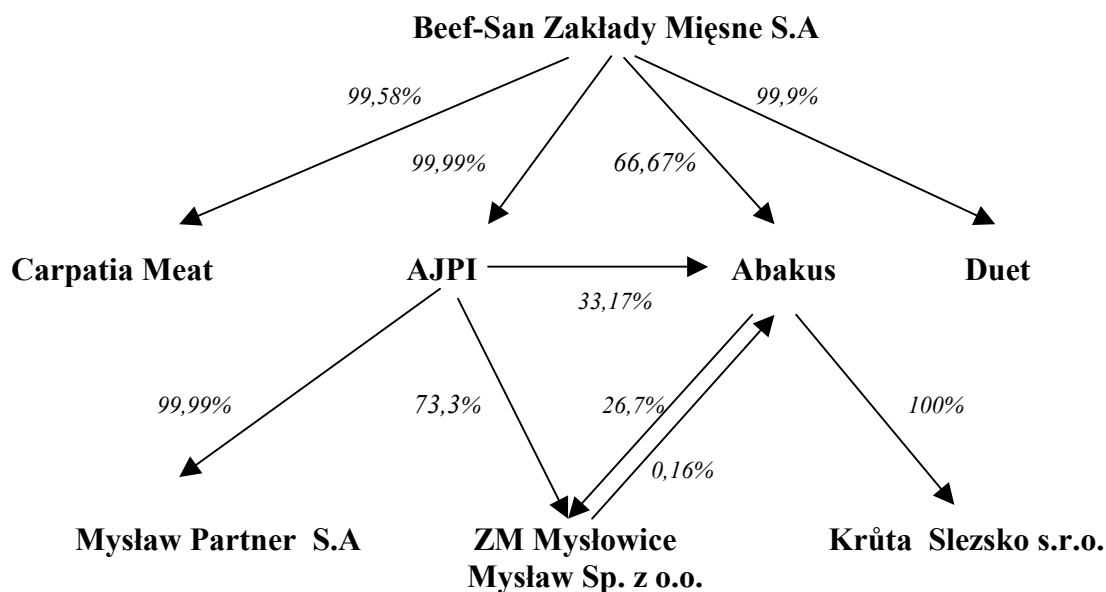 Beef-San Zakłady Mięsne S.A
99,58%
99,9%
99,99%
66,67%
Carpatia Meat
AJPI
Abakus
Duet
33,17%
99,99%
73,3%
26,7%
100%
0,16%
Mysław Partner S.A
ZM Mysłowice
Mysław Sp. z o.o.
Krůta Slezsko s.r.o.